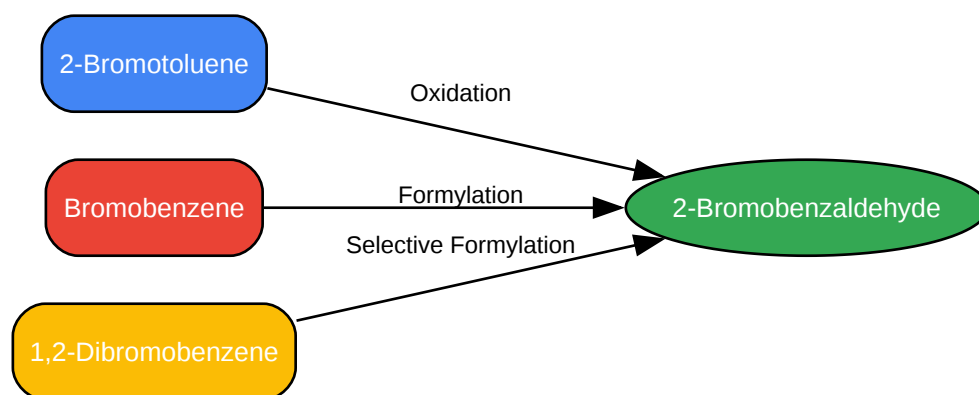 2-Bromotoluene
Oxidation
Bromobenzene
Formylation
2-Bromobenzaldehyde
Selective Formylation
1,2-Dibromobenzene